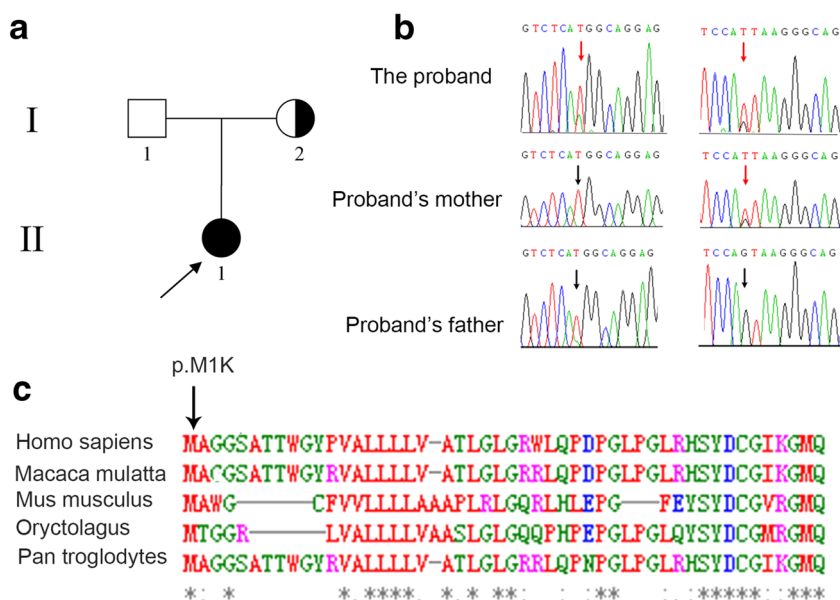 a
b
I
1
2
II
1
The proband
GTCTCATGGCAGGAG
TCCATTAAGGGCAG
Proband's mother
GTCTCATGGCAGGAG
TCCATTAAGGGCAG
Proband's father
GTCTCATGGCAGGAG
TCCAGTAAGGGCAG
c
p.M1K
Homo sapiens MAGGSATTWGYPVALLLLV-ATLGLGRWLQPDPGLPGLRHSYDCGIKGMQ
Macaca mulatta MACGSATTWGYRVALLLLV-ATLGLGRRLQPDPGLPGLRHSYDCGIKGMQ
Mus musculus MAWG-----CFVVLLLLAAAPLRLGQRLHLEPG--FEYSYDCGVRGMQ
Oryctolagus MTGGR-----LVALLLLVAASLGLGQQPHPEPGLPGLQYSYDCGMRGMQ
Pan troglodytes MAGGSATTWGYRVALLLLV-ATLGLGRRLQPNPGLPGLRHSYDCGIKGMQ